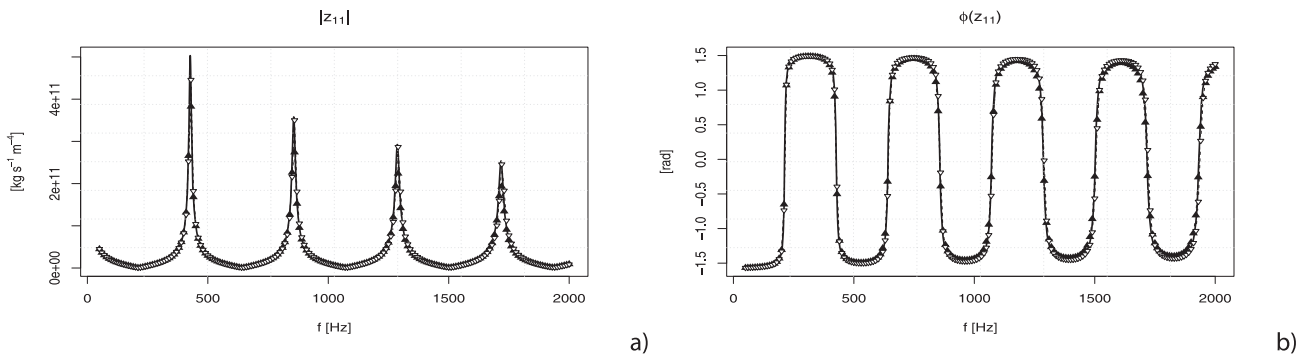 |z₁₁|
[kg s⁻¹ m⁻⁴]
0e+00 2e+11 4e+11
0 500 1000 1500 2000
f [Hz]
a)
ϕ(z₁₁)
[rad]
−1.5 −1.0 −0.5 0.0 0.5 1.0 1.5
0 500 1000 1500 2000
f [Hz]
b)